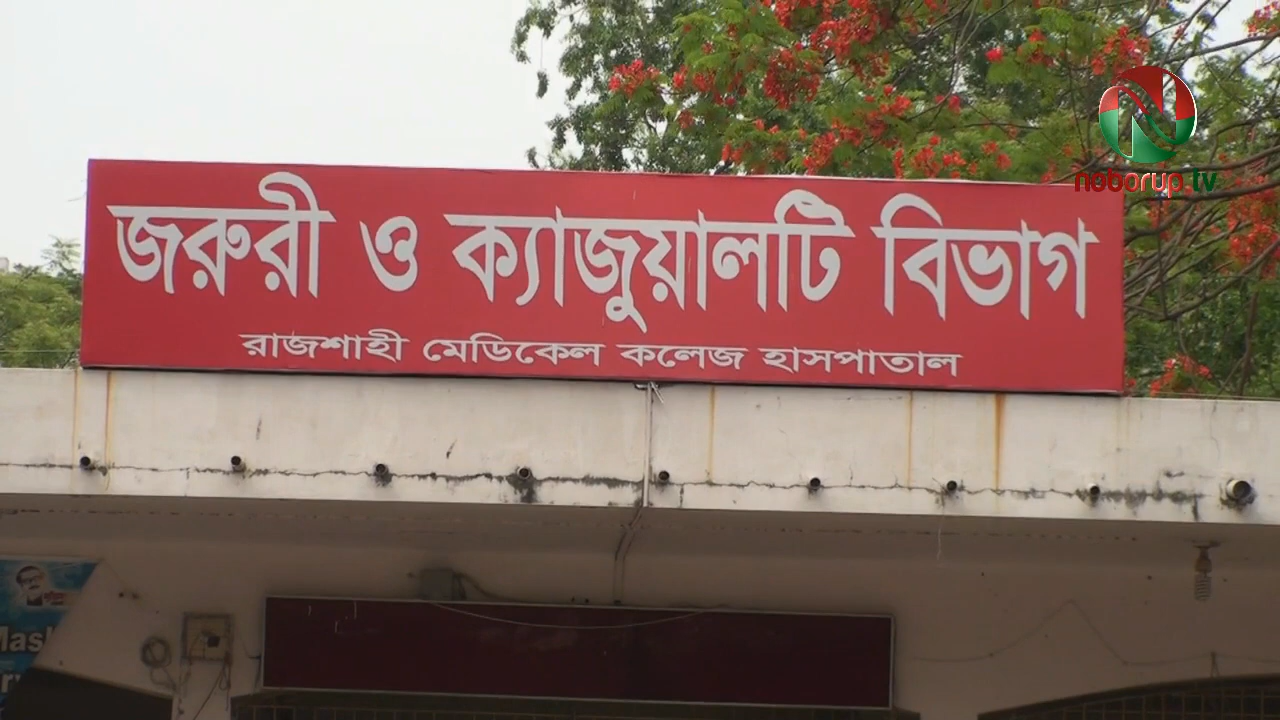 noborup.tv
জরুরী ও ক্যাজুয়ালটি বিভাগ
রাজশাহী মেডিকেল কলেজ হাসপাতাল